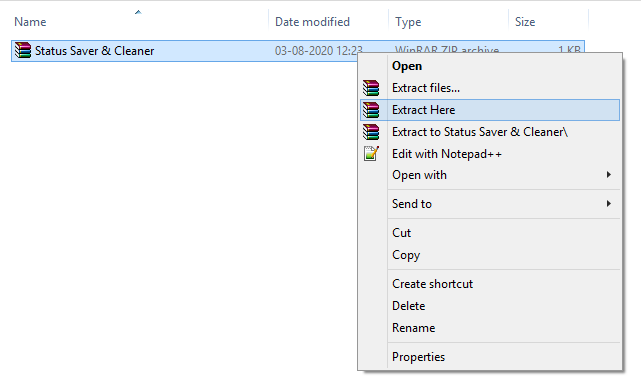 Name Date modified Type Size
Status Saver & Cleaner 03-08-2020 12:23 WinRAR ZIP archive 1 KB
Open
Extract files...
Extract Here
Extract to Status Saver & Cleaner\
Edit with Notepad++
Open with
Send to
Cut
Copy
Create shortcut
Delete
Rename
Properties